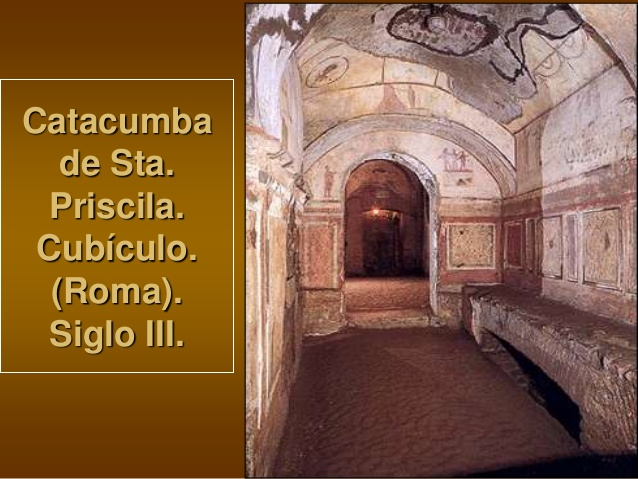 Catacumba
de Sta.
Priscila.
Cubículo.
(Roma).
Siglo III.